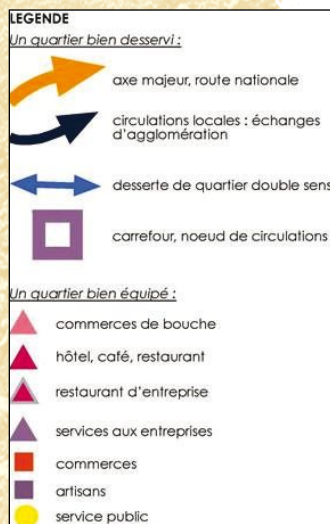 LEGENDE
Un quartier bien desservi :
axe majeur, route nationale
circulations locales : échanges
d'agglomération
desserte de quartier double sens
carrefour, noeud de circulations
Un quartier bien équipé :
commerces de bouche
hôtel, café, restaurant
restaurant d'entreprise
services aux entreprises
commerces
artisans
service public